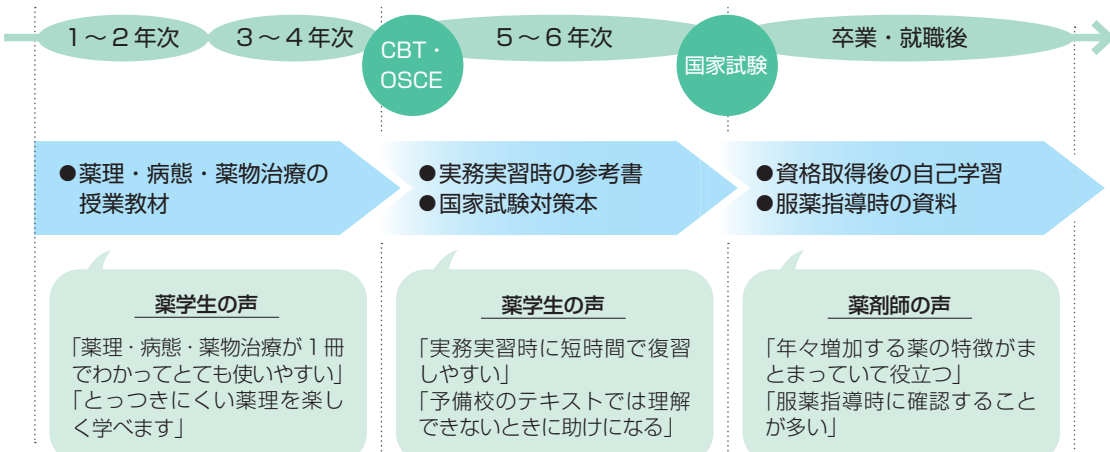 1～2年次
3～4年次
CBT・
OSCE
5～6年次
国家試験
卒業・就職後
●薬理・病態・薬物治療の
授業教材
●実務実習時の参考書
●国家試験対策本
●資格取得後の自己学習
●服薬指導時の資料
薬学生の声
「薬理・病態・薬物治療が1冊
でわかってとても使いやすい」
「とっつきにくい薬理を楽し
く学べます」
薬学生の声
「実務実習時に短時間で復習
しやすい」
「予備校のテキストでは理解
できないときに助けになる」
薬剤師の声
「年々増加する薬の特徴がま
とまっていて役立つ」
「服薬指導時に確認すること
が多い」